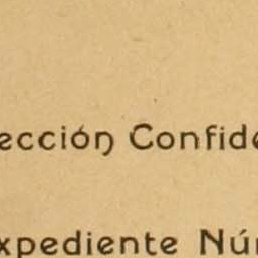 ección Confide
xpediente Nú